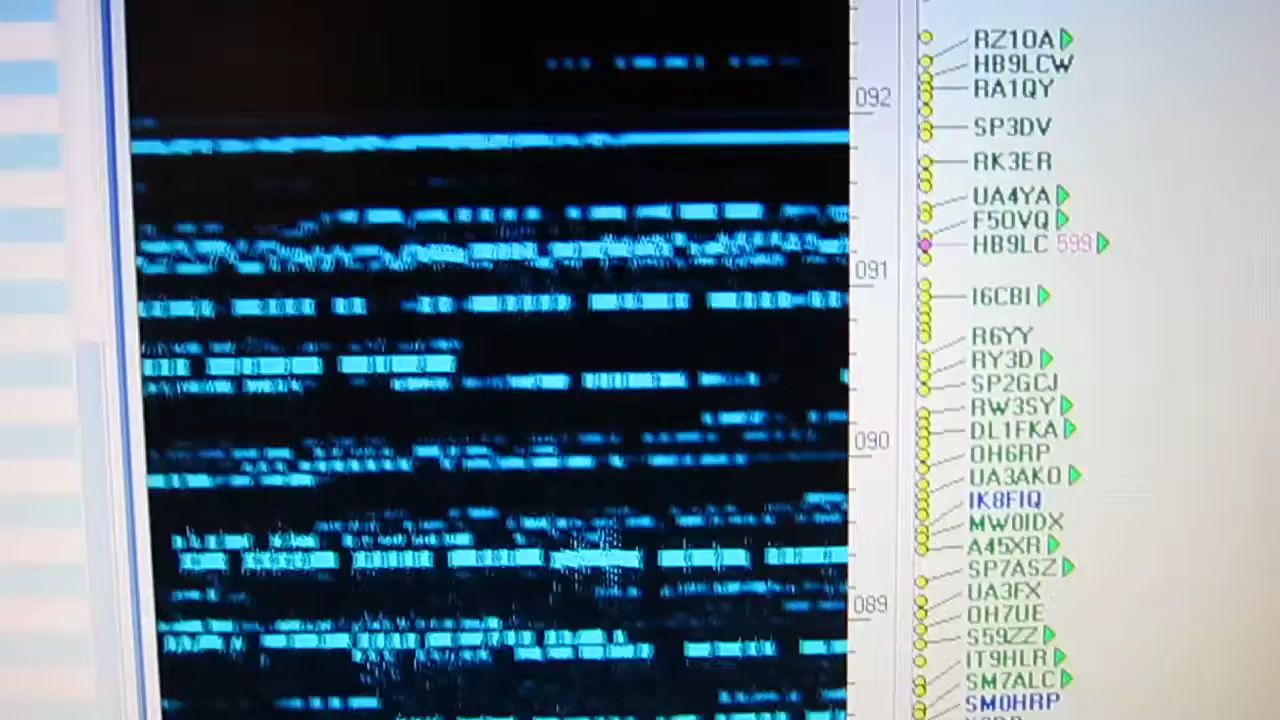 RZ1OA
HB9LCW
RA1QY
092
SP3DV
RK3ER
UA4YA
F5OVQ
HB9LC 599
091
I6CBI
R6YY
RY3D
SP2GCJ
RW3SY
DL1FKA
090
OH6RP
UA3AKO
IK8FIQ
MW0IDX
A45XR
SP7ASZ
UA3FX
089
OH7UE
S59ZZ
IT9HLR
SM7ALC
SM0HRP